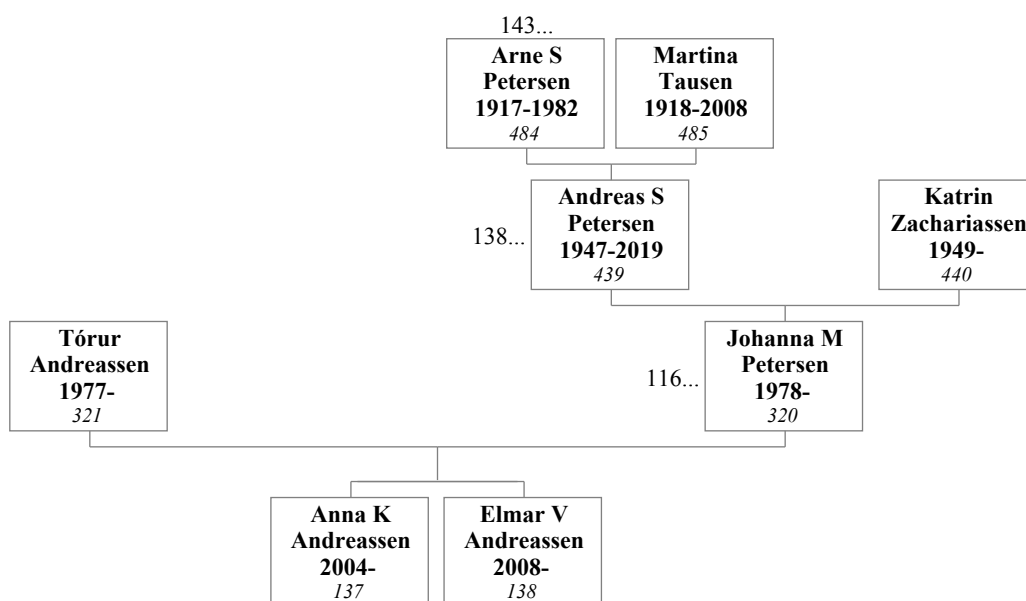 143...
Arne S
Petersen
1917-1982
484
Martina
Tausen
1918-2008
485
138...
Andreas S
Petersen
1947-2019
439
Katrin
Zachariassen
1949-
440
Tórur
Andreassen
1977-
321
116...
Johanna M
Petersen
1978-
320
Anna K
Andreassen
2004-
137
Elmar V
Andreassen
2008-
138